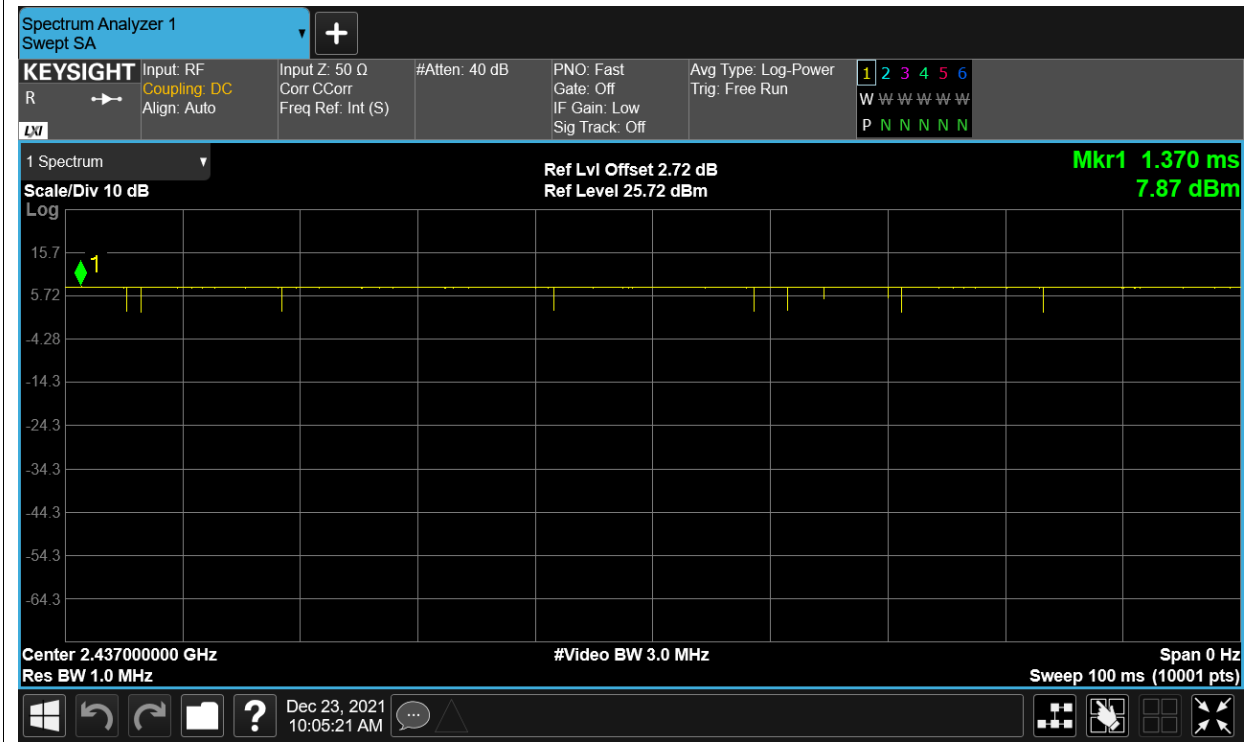 Spectrum Analyzer 1
Swept SA
▼
+
KEYSIGHT
R
LXI
Input: RF
Coupling: DC
Align: Auto
Input Z: 50 Ω
Corr CCorr
Freq Ref: Int (S)
#Atten: 40 dB
PNO: Fast
Gate: Off
IF Gain: Low
Sig Track: Off
Avg Type: Log-Power
Trig: Free Run
1 2 3 4 5 6
W W W W W W
P N N N N N
1 Spectrum ▼
Scale/Div 10 dB
Log
Ref Lvl Offset 2.72 dB
Ref Level 25.72 dBm
Mkr1 1.370 ms
7.87 dBm
15.7
1
5.72
-4.28
-14.3
-24.3
-34.3
-44.3
-54.3
-64.3
Center 2.437000000 GHz
#Video BW 3.0 MHz
Span 0 Hz
Res BW 1.0 MHz
Sweep 100 ms (10001 pts)
?
Dec 23, 2021
10:05:21 AM